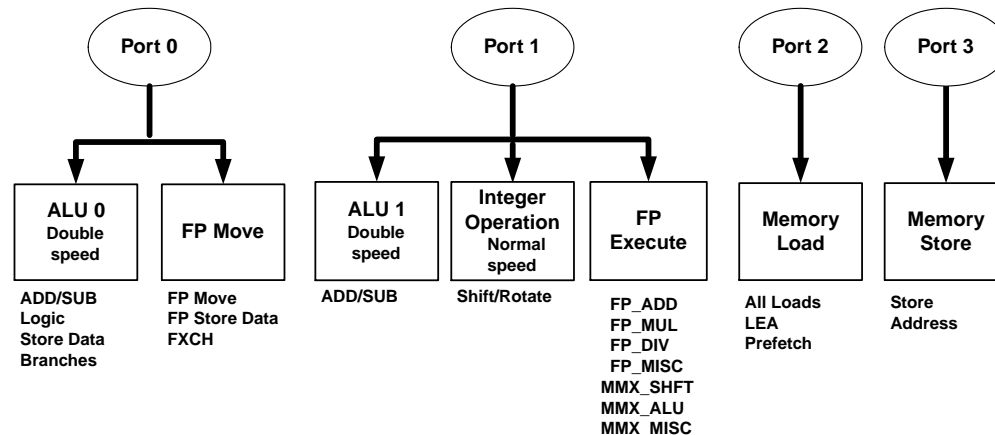 Port 0
Port 1
Port 2
Port 3
ALU 0
Double
speed
FP Move
ALU 1
Double
speed
Integer
Operation
Normal
speed
FP
Execute
Memory
Load
Memory
Store
ADD/SUB
Logic
Store Data
Branches
FP Move
FP Store Data
FXCH
ADD/SUB
Shift/Rotate
FP_ADD
FP_MUL
FP_DIV
FP_MISC
MMX_SHFT
MMX_ALU
MMX_MISC
All Loads
LEA
Prefetch
Store
Address